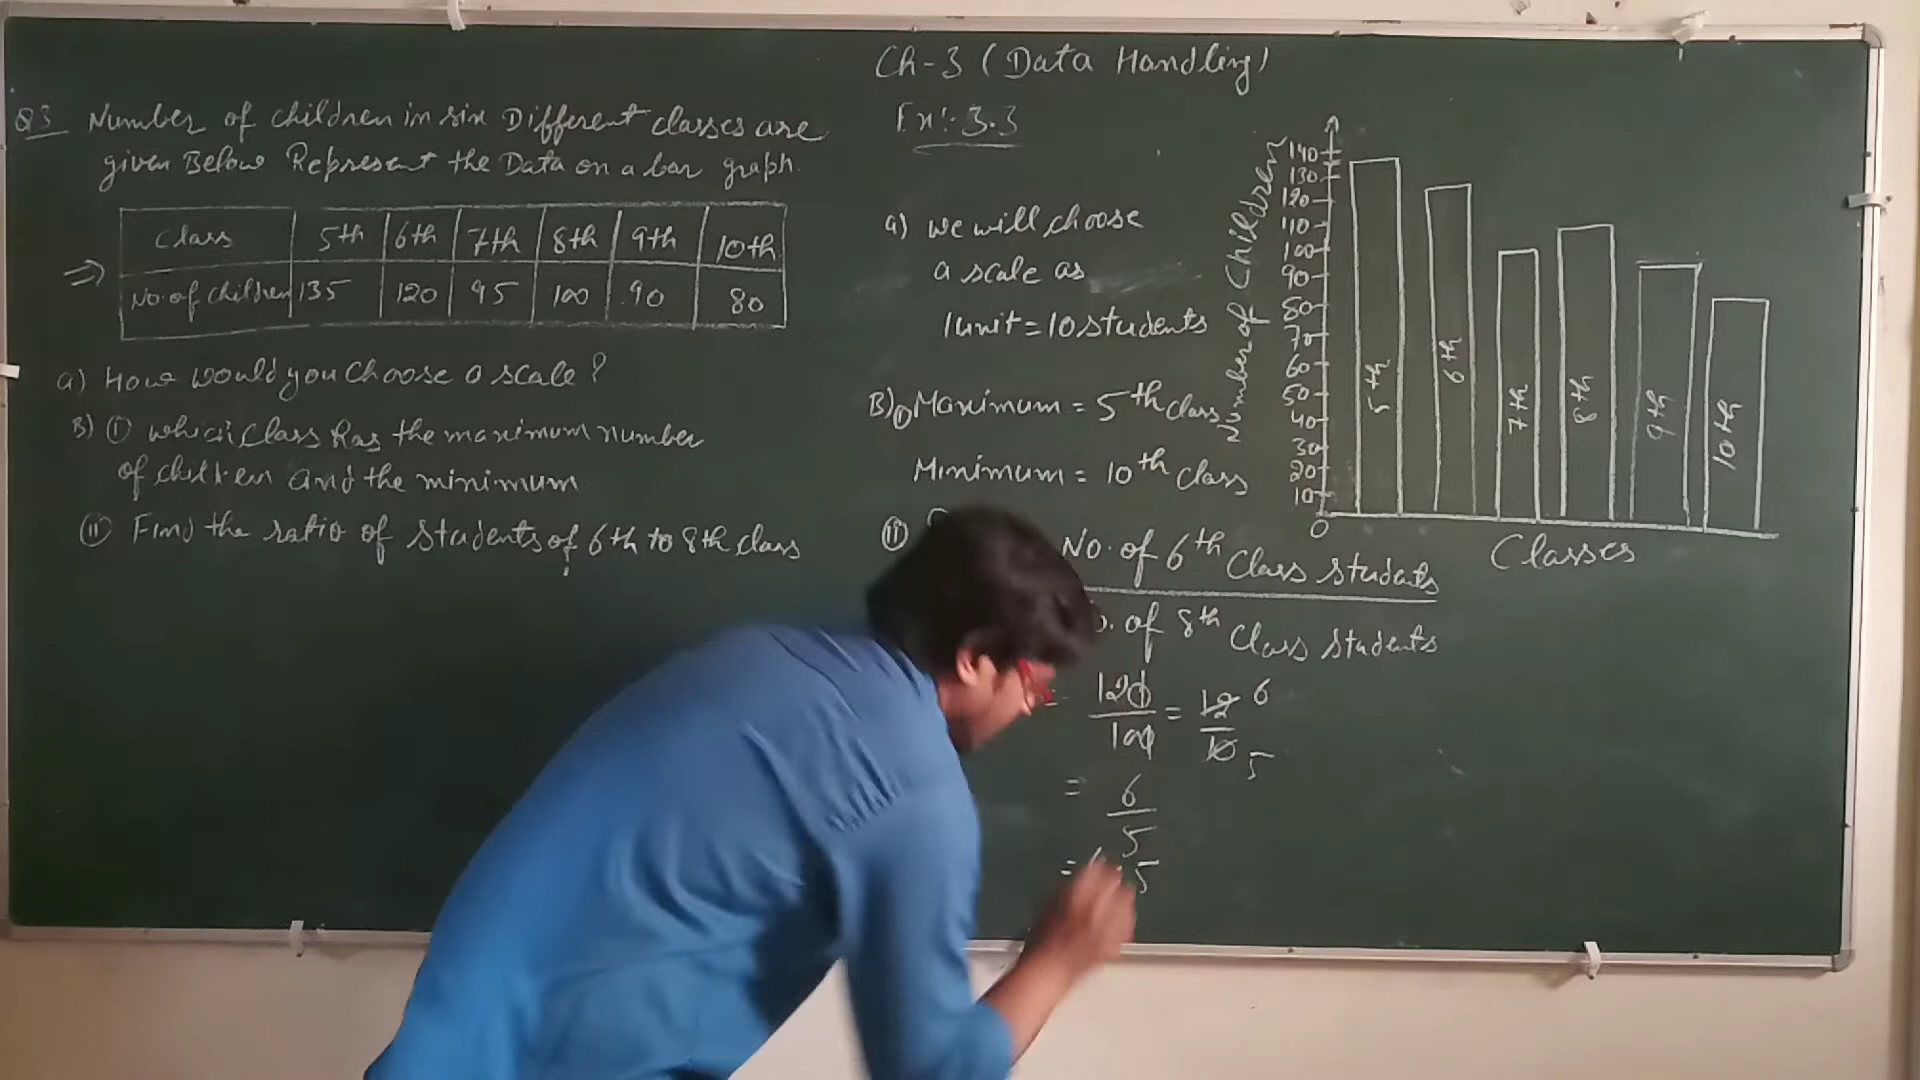 Ch-3 (Data Handling)
Ex:- 3.3
Q3 Number of children in six Different classes are
given Below Represent the Data on a bar graph.
Class 5th 6th 7th 8th 9th 10th
⇒ No. of children 135 120 95 100 90 80
a) How would you choose a scale?
B) (i) which class has the maximum number
of children and the minimum
(ii) Find the ratio of students of 6th to 8th class
a) we will choose
a scale as
1unit = 10 students
B) (i) Maximum = 5th class
Minimum = 10th class
(ii) No. of 6th Class students
of 8th Class students
= 120/100 = 12/10 6 5
= 6/5
= 5
Number of Children
140
130
120
110
100
90
80
70
60
50
40
30
20
10
0
5th 6th 7th 8th 9th 10th
Classes